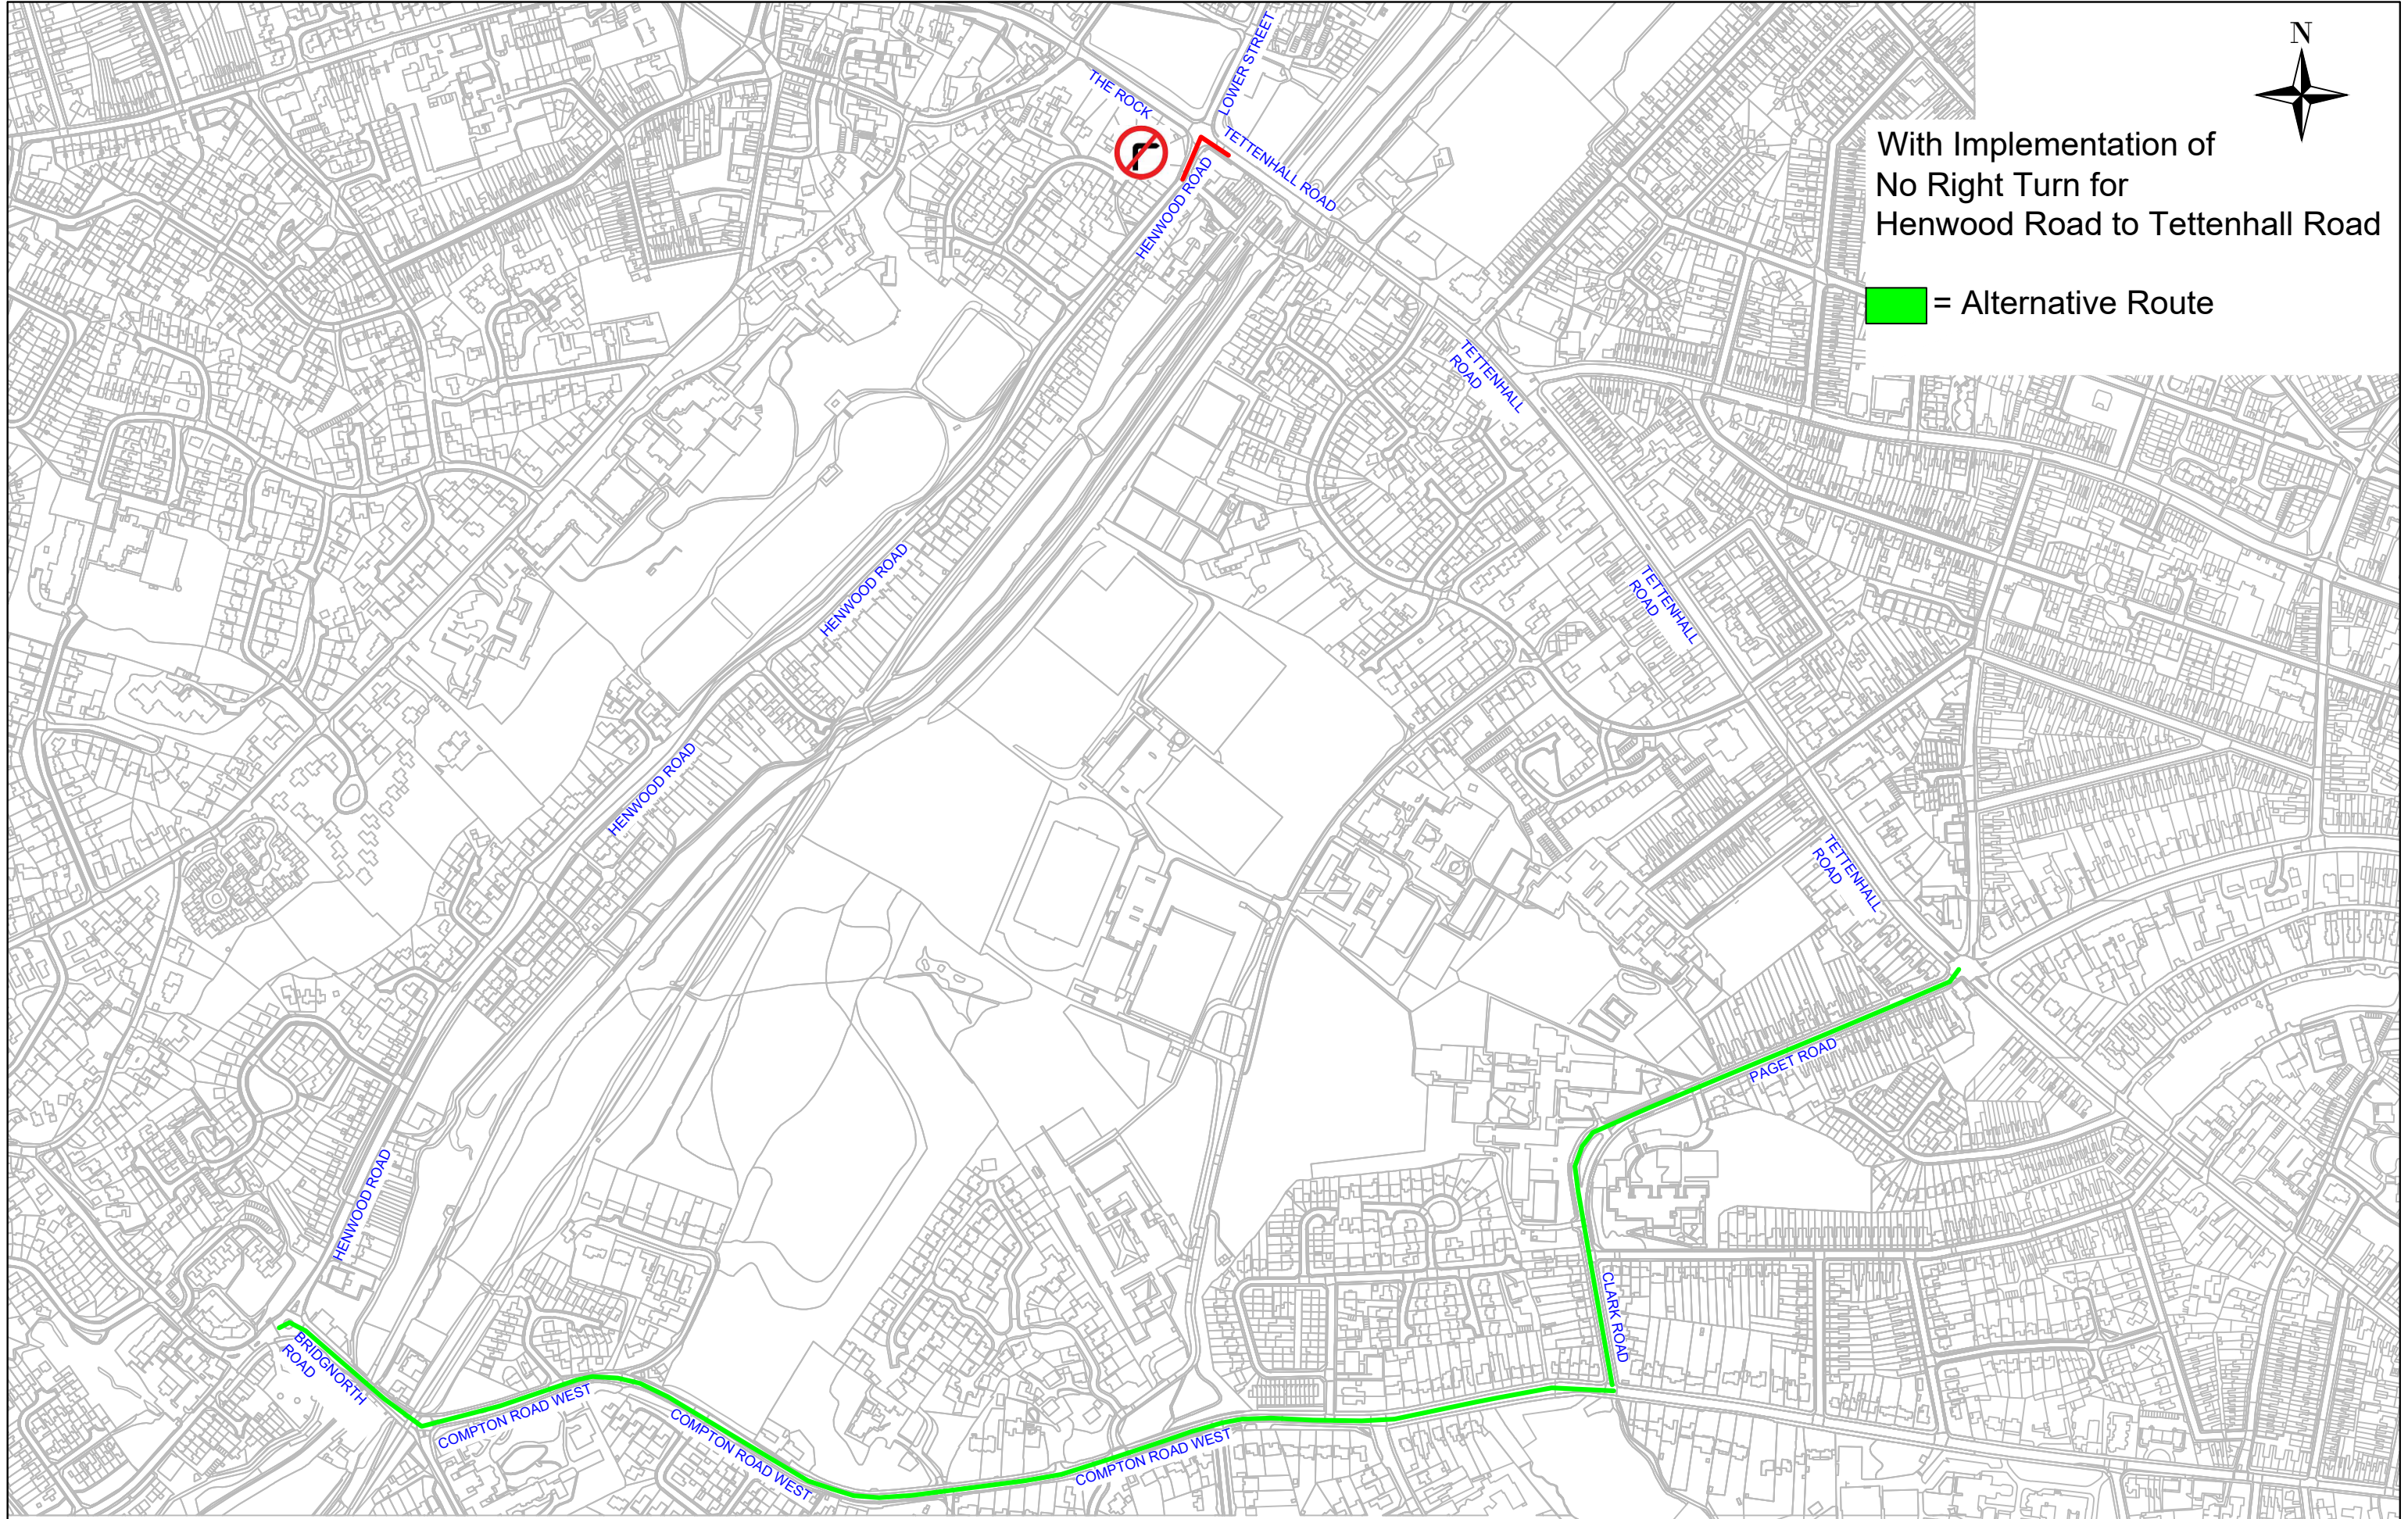 N
With Implementation of
No Right Turn for
Henwood Road to Tettenhall Road
= Alternative Route
THE ROCK
LOWER STREET
TETTENHALL ROAD
HENWOOD ROAD
TETTENHALL
ROAD
HENWOOD ROAD
TETTENHALL
ROAD
HENWOOD ROAD
TETTENHALL
ROAD
PAGET ROAD
HENWOOD ROAD
CLARK ROAD
BRIDGNORTH
ROAD
COMPTON ROAD WEST
COMPTON ROAD WEST
COMPTON ROAD WEST